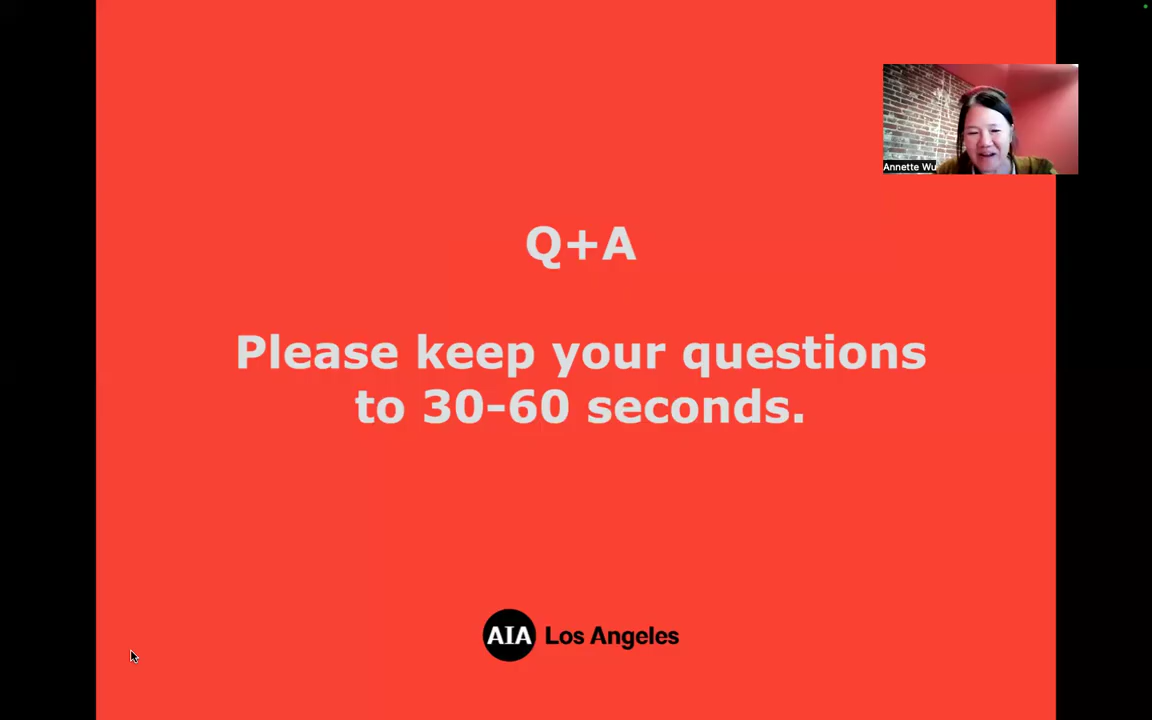 Annette Wu
Q+A
Please keep your questions
to 30-60 seconds.
AIA Los Angeles